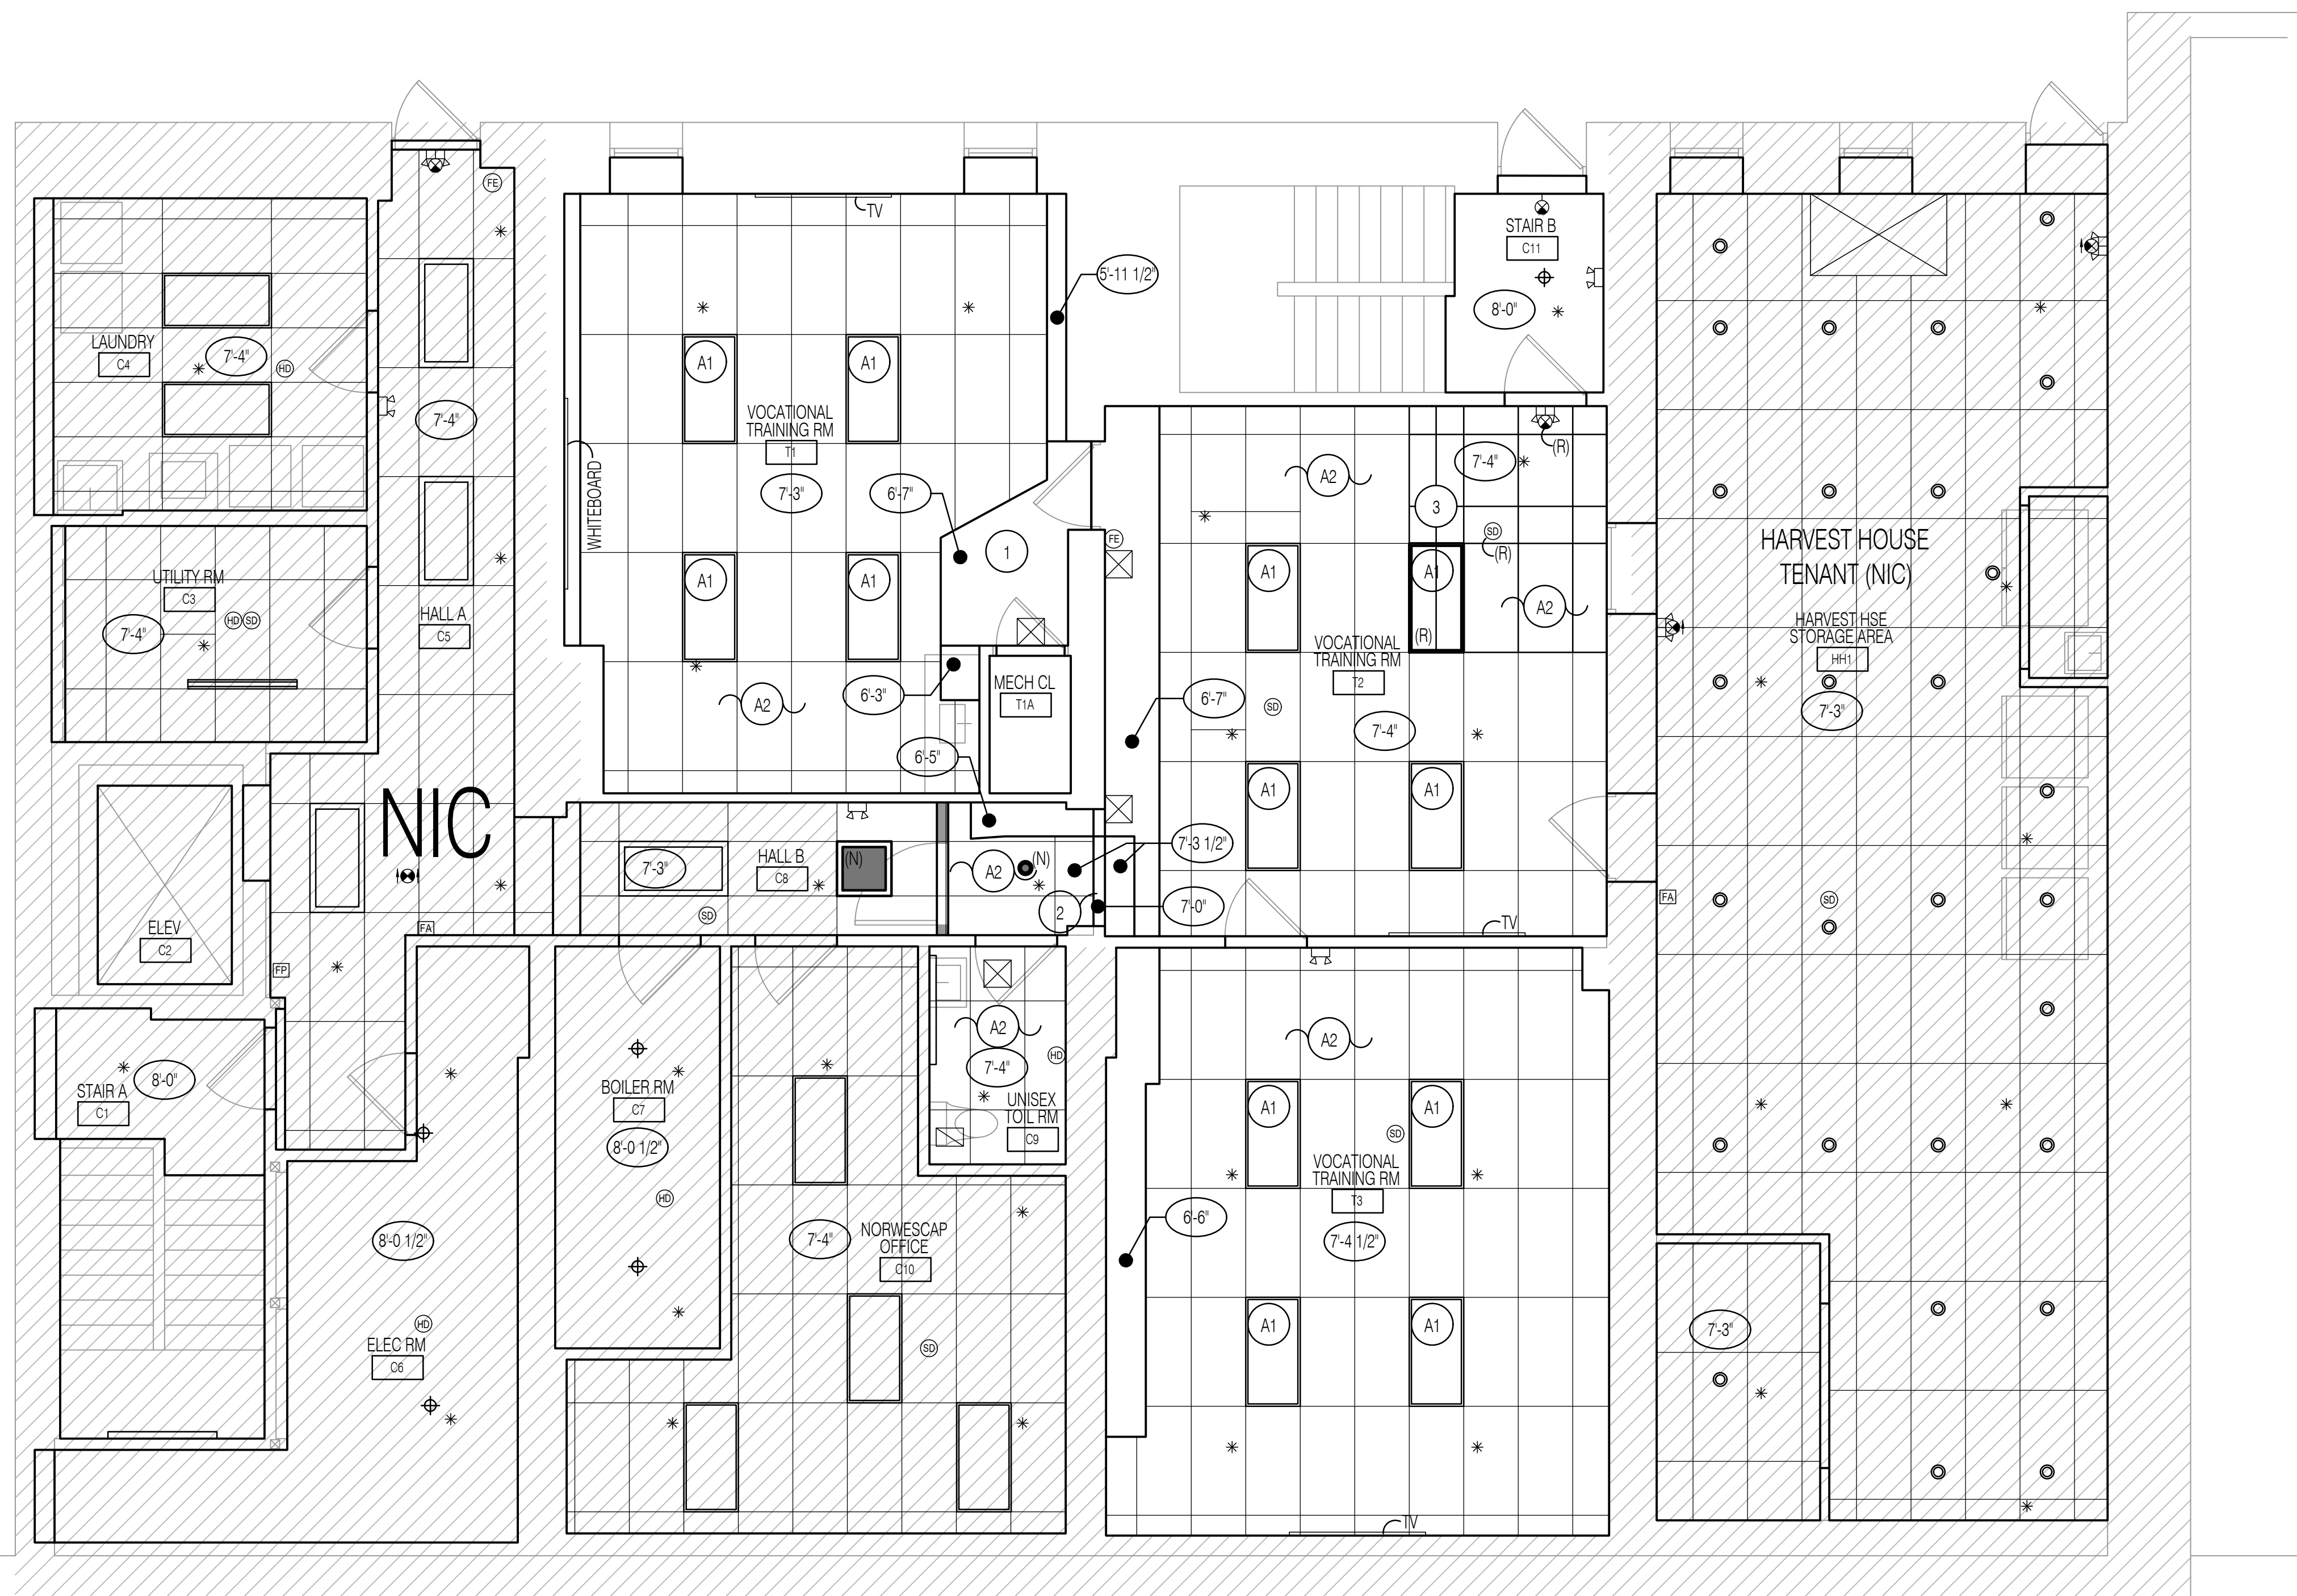 FE
TV
STAIR B
C11
5'-11 1/2"
8'-0"
LAUNDRY
C4
7'-4"
HD
A1
A1
7'-4"
VOCATIONAL
TRAINING RM
T1
7'-3"
WHITEBOARD
6'-7"
1
(R)
7'-4"
A2
3
SD
(R)
FE
A1
A1
(R)
A2
HARVEST HOUSE
TENANT (NIC)
HARVEST HSE
STORAGE AREA
HH1
7'-3"
UTILITY RM
C3
HD
SD
7'-4"
HALL A
C5
A1
A1
A2
6'-3"
MECH CL
T1A
6'-5"
VOCATIONAL
TRAINING RM
T2
6'-7"
SD
7'-4"
A1
A1
NIC
7'-3"
HALL B
C8
(N)
A2
(N)
7'-3 1/2"
SD
2
7'-0"
TV
FA
SD
ELEV
C2
FA
FP
STAIR A
C1
8'-0"
BOILER RM
C7
8'-0 1/2"
HD
A2
7'-4"
HD
UNISEX
TOIL RM
C9
A2
A1
A1
SD
VOCATIONAL
TRAINING RM
T3
7'-4 1/2"
6'-6"
8'-0 1/2"
7'-4"
NORWESCAP
OFFICE
C10
HD
ELEC RM
C6
SD
A1
A1
7'-3"
TV